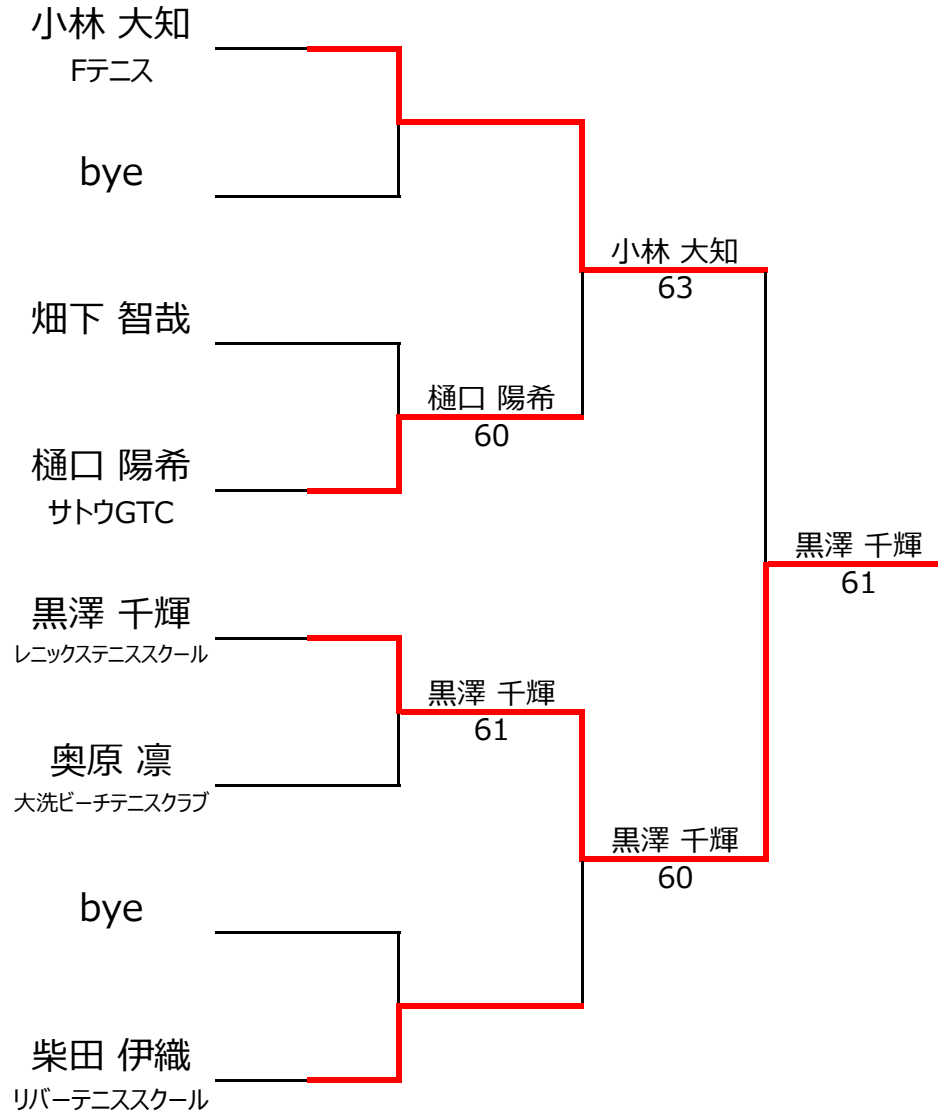 小林 大知
Fテニス
bye
畑下 智哉
樋口 陽希
サトウGTC
黒澤 千輝
レニックステニススクール
奥原 凛
大洗ビーチテニスクラブ
bye
柴田 伊織
リバーテニススクール
樋口 陽希
60
黒澤 千輝
61
小林 大知
63
黒澤 千輝
60
黒澤 千輝
61